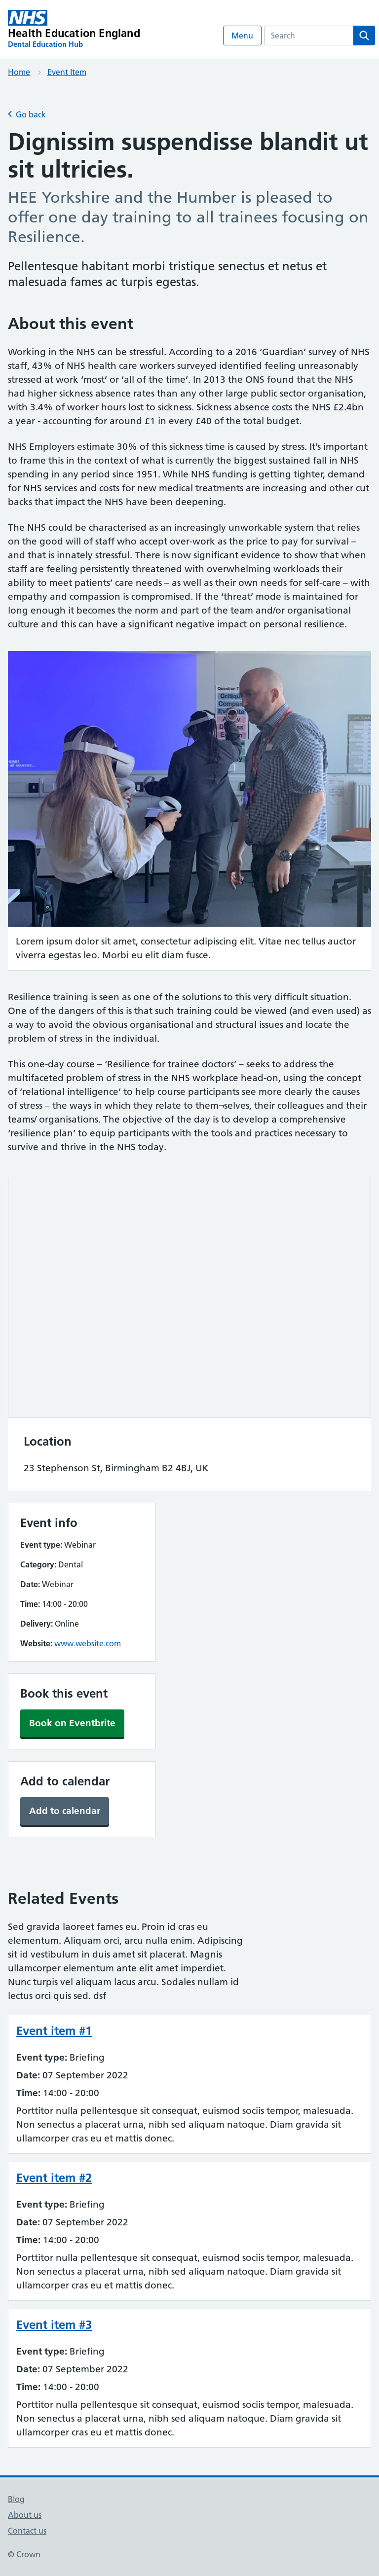 NHS
Health Education England
Dental Education Hub
Menu
Search
Home
Event Item
Go back
Dignissim suspendisse blandit ut
sit ultricies.
HEE Yorkshire and the Humber is pleased to
offer one day training to all trainees focusing on
Resilience.
Pellentesque habitant morbi tristique senectus et netus et
malesuada fames ac turpis egestas.
About this event
Working in the NHS can be stressful. According to a 2016 ‘Guardian’ survey of NHS
staff, 43% of NHS health care workers surveyed identified feeling unreasonably
stressed at work ‘most’ or ‘all of the time’. In 2013 the ONS found that the NHS
had higher sickness absence rates than any other large public sector organisation,
with 3.4% of worker hours lost to sickness. Sickness absence costs the NHS £2.4bn
a year - accounting for around £1 in every £40 of the total budget.
NHS Employers estimate 30% of this sickness time is caused by stress. It’s important
to frame this in the context of what is currently the biggest sustained fall in NHS
spending in any period since 1951. While NHS funding is getting tighter, demand
for NHS services and costs for new medical treatments are increasing and other cut
backs that impact the NHS have been deepening.
The NHS could be characterised as an increasingly unworkable system that relies
on the good will of staff who accept over-work as the price to pay for survival –
and that is innately stressful. There is now significant evidence to show that when
staff are feeling persistently threatened with overwhelming workloads their
ability to meet patients’ care needs – as well as their own needs for self-care – with
empathy and compassion is compromised. If the ‘threat’ mode is maintained for
long enough it becomes the norm and part of the team and/or organisational
culture and this can have a significant negative impact on personal resilience.
Question
Group
Compa
Depen
Envir
Lorem ipsum dolor sit amet, consectetur adipiscing elit. Vitae nec tellus auctor
viverra egestas leo. Morbi eu elit diam fusce.
Resilience training is seen as one of the solutions to this very difficult situation.
One of the dangers of this is that such training could be viewed (and even used) as
a way to avoid the obvious organisational and structural issues and locate the
problem of stress in the individual.
This one-day course – ‘Resilience for trainee doctors’ – seeks to address the
multifaceted problem of stress in the NHS workplace head-on, using the concept
of ‘relational intelligence’ to help course participants see more clearly the causes
of stress – the ways in which they relate to them¬selves, their colleagues and their
teams/ organisations. The objective of the day is to develop a comprehensive
‘resilience plan’ to equip participants with the tools and practices necessary to
survive and thrive in the NHS today.
Location
23 Stephenson St, Birmingham B2 4BJ, UK
Event info
Event type: Webinar
Category: Dental
Date: Webinar
Time: 14:00 - 20:00
Delivery: Online
Website: www.website.com
Book this event
Book on Eventbrite
Add to calendar
Add to calendar
Related Events
Sed gravida laoreet fames eu. Proin id cras eu
elementum. Aliquam orci, arcu nulla enim. Adipiscing
sit id vestibulum in duis amet sit placerat. Magnis
ullamcorper elementum ante elit amet imperdiet.
Nunc turpis vel aliquam lacus arcu. Sodales nullam id
lectus orci quis sed. dsf
Event item #1
Event type: Briefing
Date: 07 September 2022
Time: 14:00 - 20:00
Porttitor nulla pellentesque sit consequat, euismod sociis tempor, malesuada.
Non senectus a placerat urna, nibh sed aliquam natoque. Diam gravida sit
ullamcorper cras eu et mattis donec.
Event item #2
Event type: Briefing
Date: 07 September 2022
Time: 14:00 - 20:00
Porttitor nulla pellentesque sit consequat, euismod sociis tempor, malesuada.
Non senectus a placerat urna, nibh sed aliquam natoque. Diam gravida sit
ullamcorper cras eu et mattis donec.
Event item #3
Event type: Briefing
Date: 07 September 2022
Time: 14:00 - 20:00
Porttitor nulla pellentesque sit consequat, euismod sociis tempor, malesuada.
Non senectus a placerat urna, nibh sed aliquam natoque. Diam gravida sit
ullamcorper cras eu et mattis donec.
Blog
About us
Contact us
© Crown